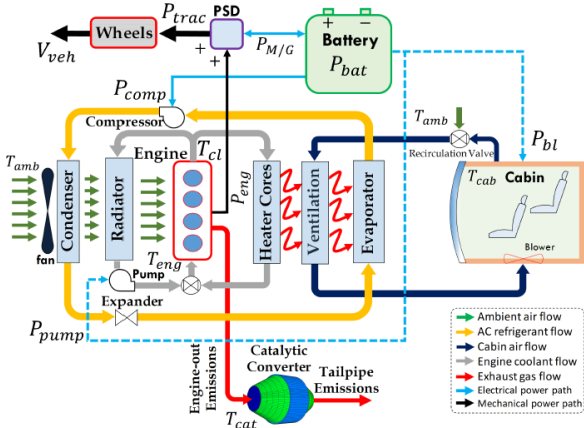 P_trac
PSD
Wheels
V_veh
+
+
P_M/G
+ −
Battery
P_bat
P_comp
Compressor
T_amb
Recirculation Valve
P_bl
T_amb
fan
Condenser
Radiator
Engine
T_cl
P_eng
Heater Cores
Ventilation
Evaporator
T_cab
Cabin
Blower
T_eng
Pump
Expander
P_pump
Engine-out
Emissions
Catalytic
Converter
T_cat
Tailpipe
Emissions
Ambient air flow
AC refrigerant flow
Cabin air flow
Engine coolant flow
Exhaust gas flow
Electrical power path
Mechanical power path